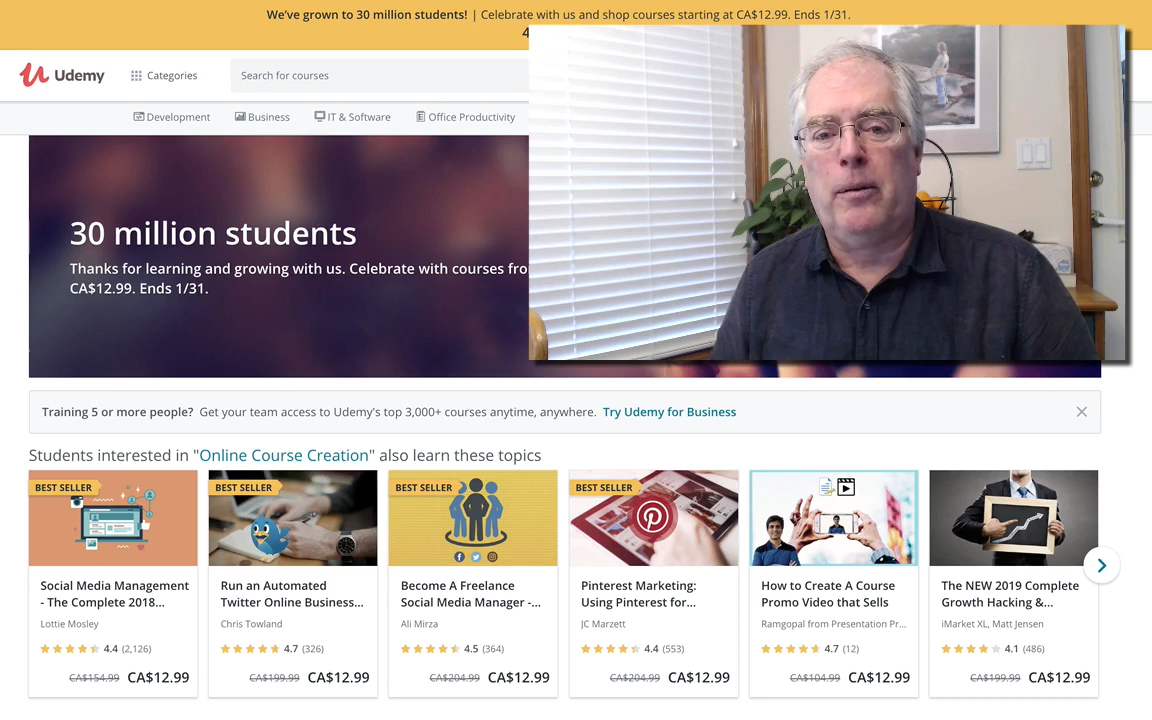 We've grown to 30 million students! | Celebrate with us and shop courses starting at CA$12.99. Ends 1/31.
4
Udemy
Categories
Search for courses
Development
Business
IT & Software
Office Productivity
30 million students
Thanks for learning and growing with us. Celebrate with courses fro
CA$12.99. Ends 1/31.
Training 5 or more people? Get your team access to Udemy's top 3,000+ courses anytime, anywhere. Try Udemy for Business
Students interested in "Online Course Creation" also learn these topics
BEST SELLER
Social Media Management
- The Complete 2018...
Lottie Mosley
4.4 (2,126)
CA$154.99 CA$12.99
BEST SELLER
Run an Automated
Twitter Online Business...
Chris Towland
4.7 (326)
CA$199.99 CA$12.99
BEST SELLER
Become A Freelance
Social Media Manager -...
Ali Mirza
4.5 (364)
CA$204.99 CA$12.99
BEST SELLER
Pinterest Marketing:
Using Pinterest for...
JC Marzett
4.4 (553)
CA$204.99 CA$12.99
How to Create A Course
Promo Video that Sells
Ramgopal from Presentation Pr...
4.7 (12)
CA$104.99 CA$12.99
The NEW 2019 Complete
Growth Hacking &...
iMarket XL, Matt Jensen
4.1 (486)
CA$199.99 CA$12.99